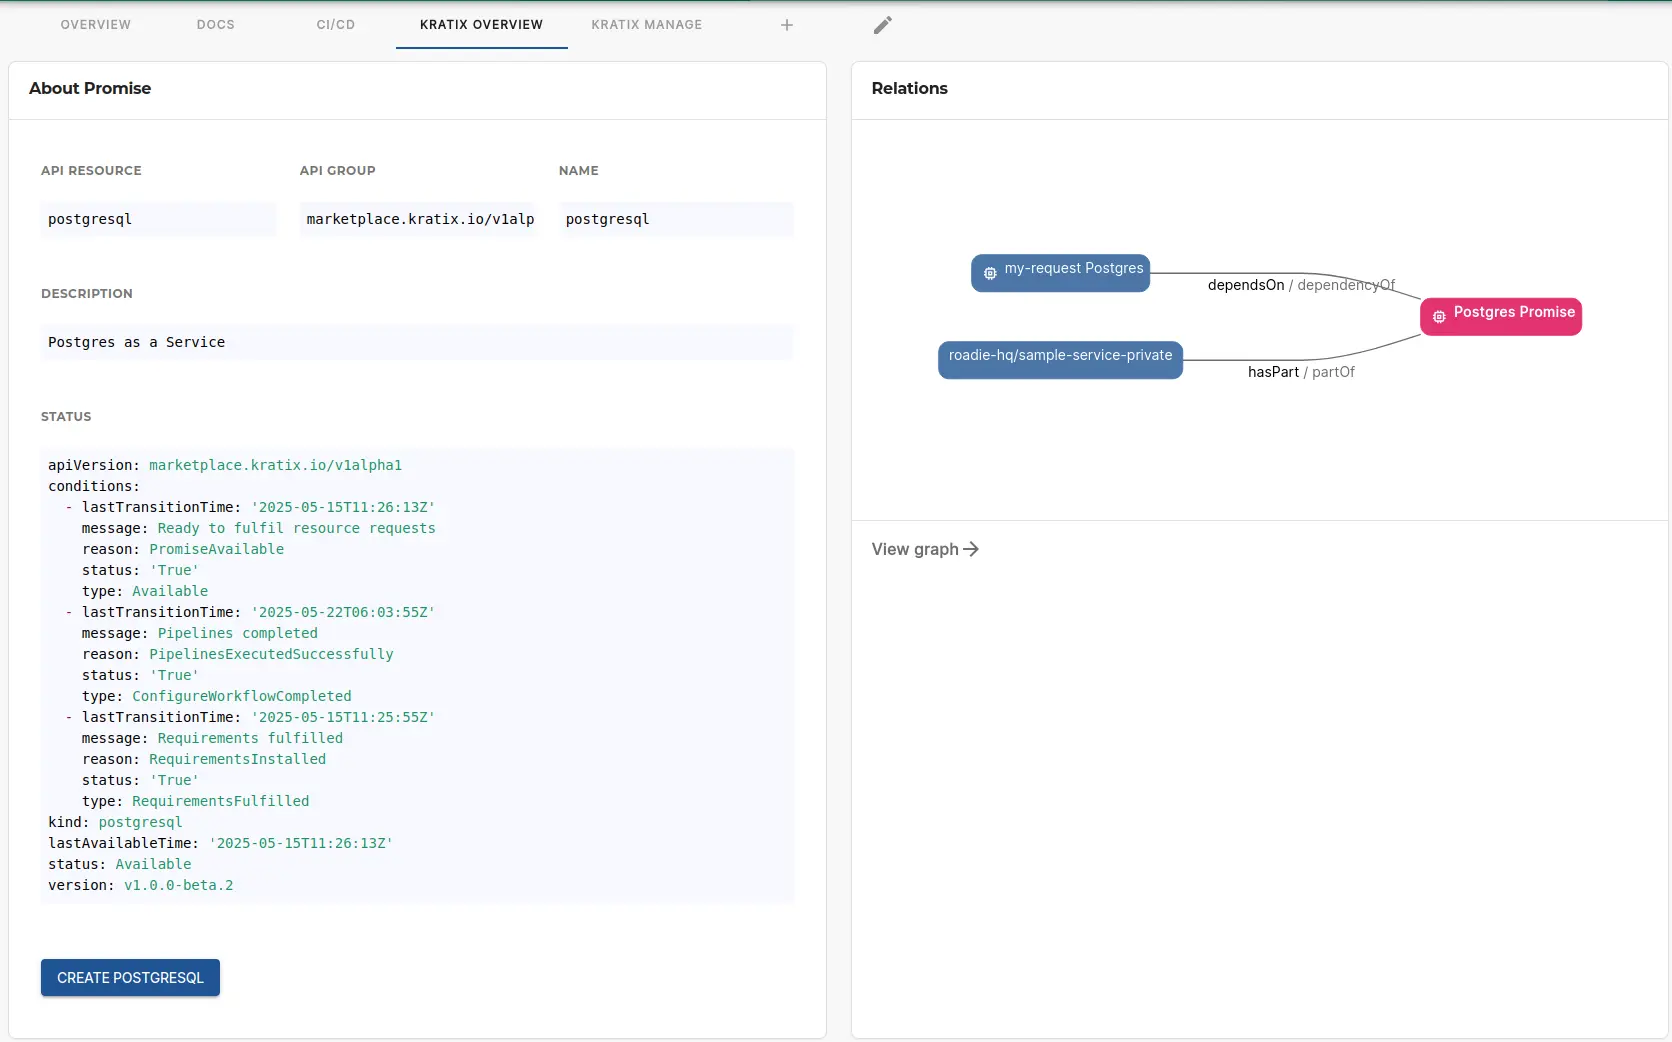 OVERVIEW DOCS CI/CD KRATIX OVERVIEW KRATIX MANAGE +
About Promise
API RESOURCE API GROUP NAME
postgresql marketplace.kratix.io/v1alp postgresql
DESCRIPTION
Postgres as a Service
STATUS
apiVersion: marketplace.kratix.io/v1alpha1
conditions:
  - lastTransitionTime: '2025-05-15T11:26:13Z'
    message: Ready to fulfil resource requests
    reason: PromiseAvailable
    status: 'True'
    type: Available
  - lastTransitionTime: '2025-05-22T06:03:55Z'
    message: Pipelines completed
    reason: PipelinesExecutedSuccessfully
    status: 'True'
    type: ConfigureWorkflowCompleted
  - lastTransitionTime: '2025-05-15T11:25:55Z'
    message: Requirements fulfilled
    reason: RequirementsInstalled
    status: 'True'
    type: RequirementsFulfilled
kind: postgresql
lastAvailableTime: '2025-05-15T11:26:13Z'
status: Available
version: v1.0.0-beta.2
CREATE POSTGRESQL
Relations
my-request Postgres
dependsOn / dependencyOf
Postgres Promise
roadie-hq/sample-service-private
hasPart / partOf
View graph